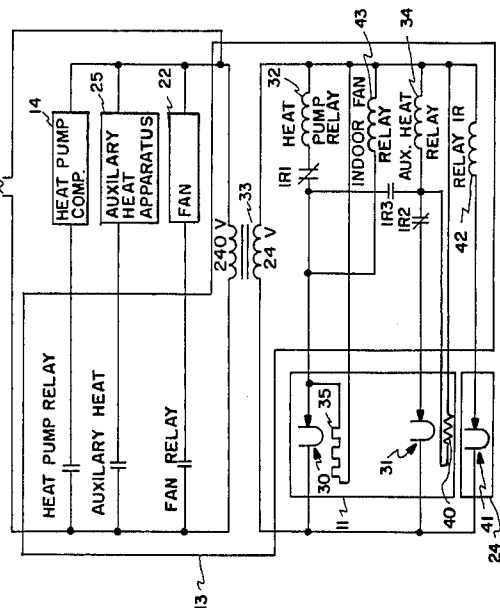 14
HEAT PUMP
COMP.
25
AUXILARY
HEAT
APPARATUS
22
FAN
HEAT PUMP RELAY
AUXILARY HEAT
FAN RELAY
13
240 V
24 V
33
32
HEAT
PUMP
RELAY
43
INDOOR FAN
RELAY
34
AUX. HEAT
RELAY
RELAY IR
42
IR1
IR3
IR2
35
30
11
31
40
41
24